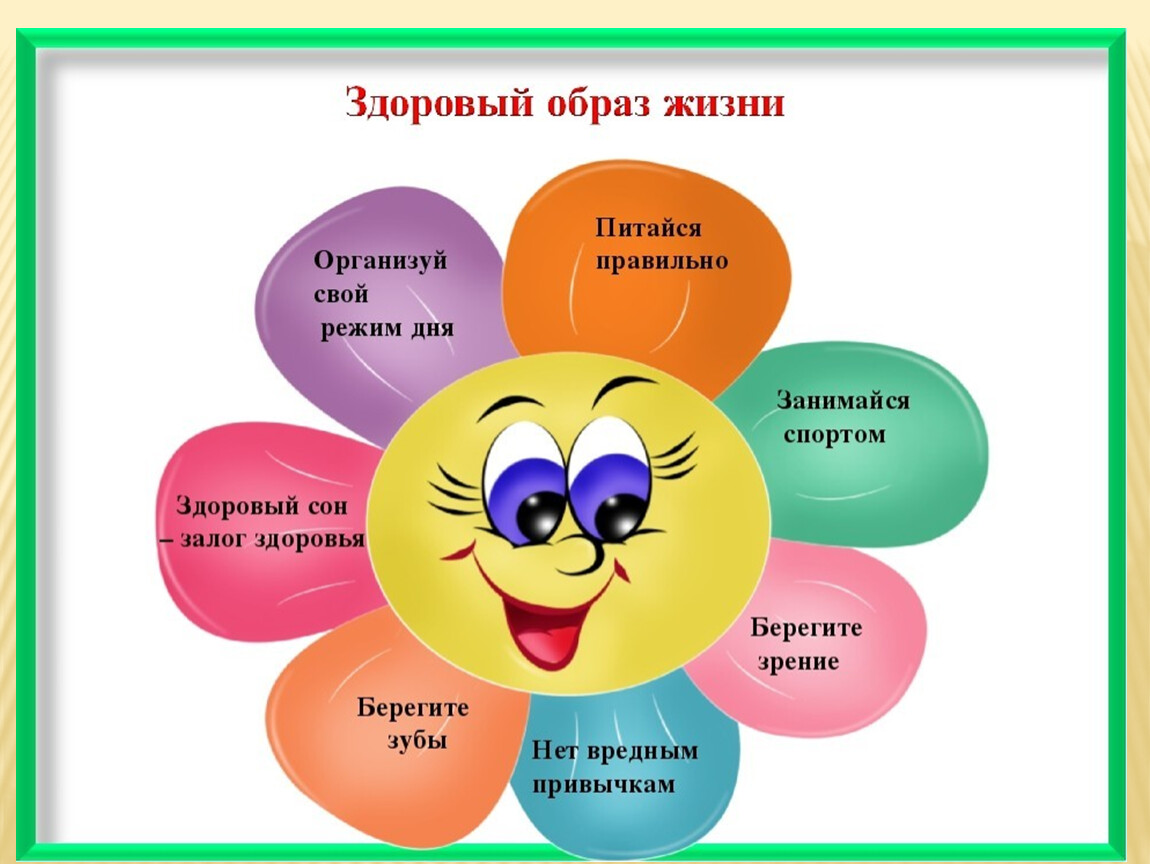 Здоровый образ жизни
Питайся
правильно
Организуй
свой
режим дня
Занимайся
спортом
Здоровый сон
– залог здоровья
Берегите
зрение
Берегите
зубы
Нет вредным
привычкам